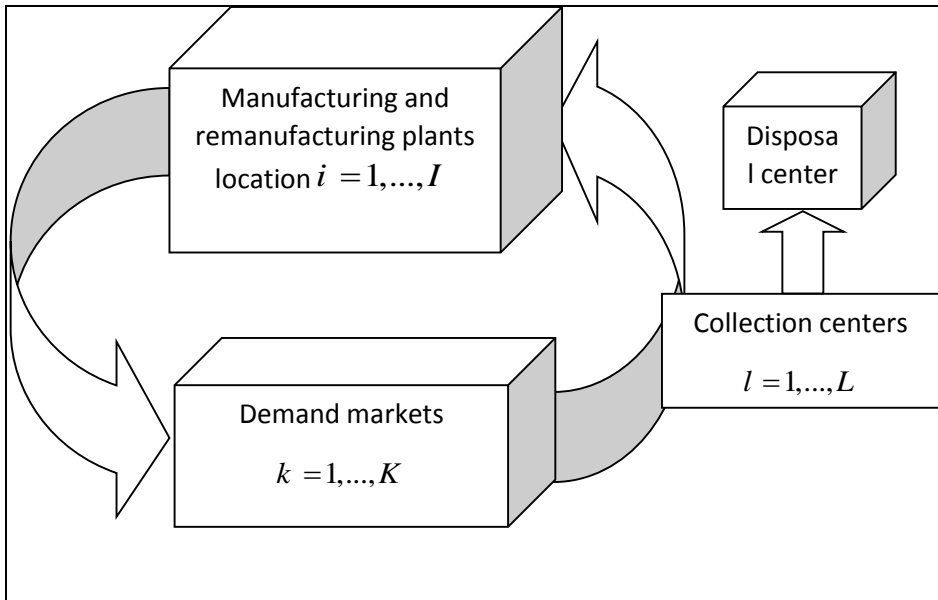 Manufacturing and
remanufacturing plants
location i = 1,..., I
Disposa
l center
Collection centers
l = 1,..., L
Demand markets
k = 1,..., K